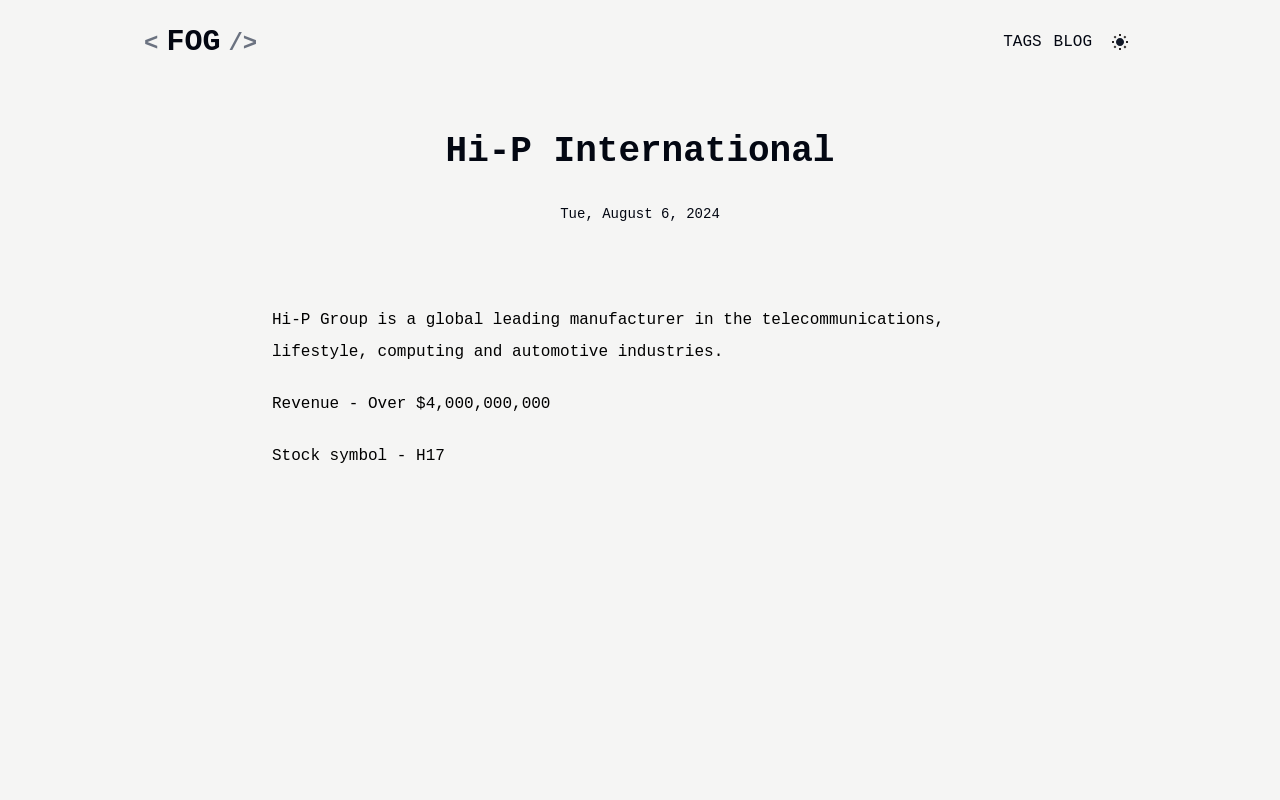 < FOG />
TAGS BLOG
Hi-P International
Tue, August 6, 2024
Hi-P Group is a global leading manufacturer in the telecommunications,
lifestyle, computing and automotive industries.
Revenue - Over $4,000,000,000
Stock symbol - H17